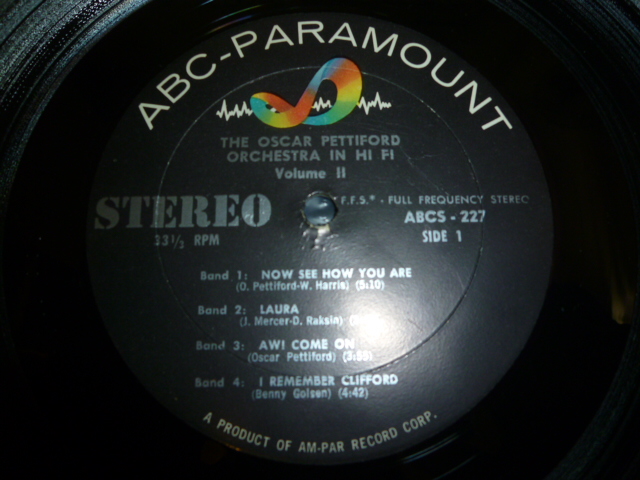 ABC-PARAMOUNT
THE OSCAR PETTIFORD
ORCHESTRA IN HI FI
Volume II
STEREO
F.F.S.* - FULL FREQUENCY STEREO
33⅓ RPM
ABCS - 227
SIDE 1
Band 1: NOW SEE HOW YOU ARE
(O. Pettiford-W. Harris) (5:10)
Band 2: LAURA
(J. Mercer-D. Raksin)
Band 3: AW! COME ON
(Oscar Pettiford)
Band 4: I REMEMBER CLIFFORD
(Benny Golsen) (4:42)
A PRODUCT OF AM-PAR RECORD CORP.